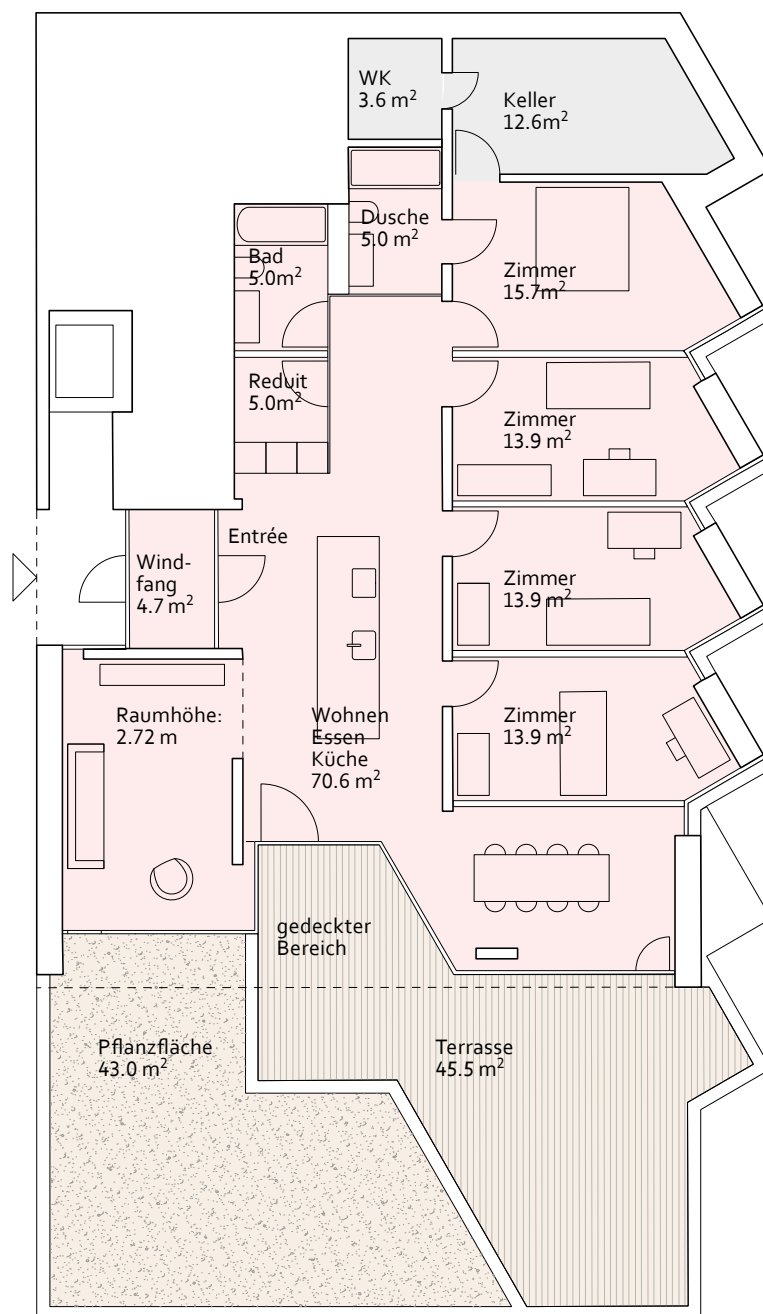 WK
3.6 m²
Keller
12.6m²
Dusche
5.0 m²
Bad
5.0m²
Zimmer
15.7m²
Reduit
5.0m²
Zimmer
13.9 m²
Entrée
Wind-
fang
4.7 m²
Zimmer
13.9 m²
Raumhöhe:
2.72 m
Wohnen
Essen
Küche
70.6 m²
Zimmer
13.9 m²
gedeckter
Bereich
Pflanzfläche
43.0 m²
Terrasse
45.5 m²